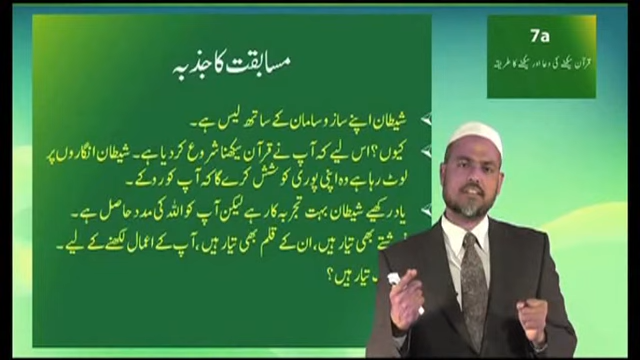 7a
قرآن سیکھنے کی دعا اور سیکھنے کا طریقہ
مسابقت کا جذبہ
شیطان اپنے ساز و سامان کے ساتھ لیس ہے۔
کیوں؟ اس لیے کہ آپ نے قرآن سیکھنا شروع کر دیا ہے۔ شیطان انگاروں پر
لوٹ رہا ہے وہ اپنی پوری کوشش کرے گا کہ آپ کو روکے۔
یاد رکھیے شیطان بہت تجربہ کار ہے لیکن آپ کو اللہ کی مدد حاصل ہے۔
بھی تیار ہیں، ان کے قلم بھی تیار ہیں، آپ کے اعمال لکھنے کے لیے۔
تیار ہیں؟